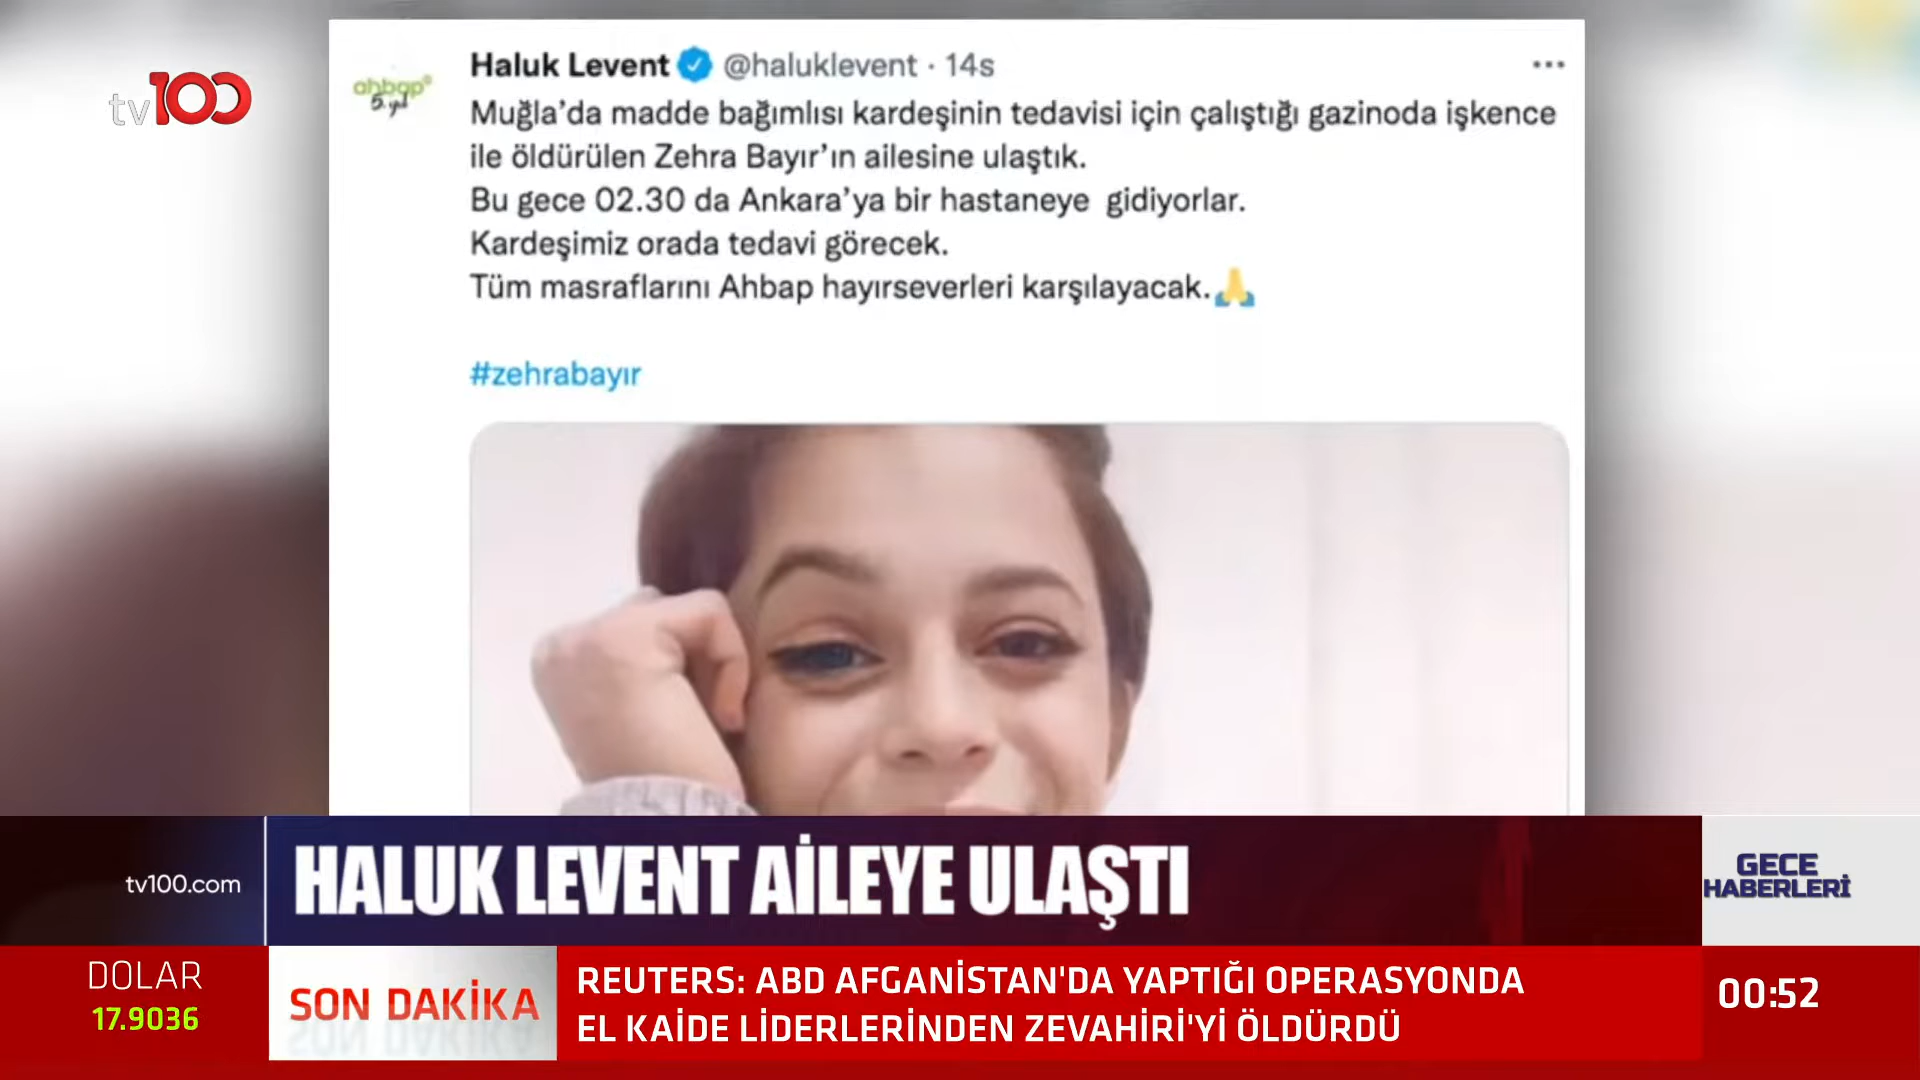 tv100
ahbap
5. yıl
Haluk Levent @haluklevent · 14s
Muğla’da madde bağımlısı kardeşinin tedavisi için çalıştığı gazinoda işkence
ile öldürülen Zehra Bayır’ın ailesine ulaştık.
Bu gece 02.30 da Ankara’ya bir hastaneye gidiyorlar.
Kardeşimiz orada tedavi görecek.
Tüm masraflarını Ahbap hayırseverleri karşılayacak.🙏
#zehrabayır
tv100.com
HALUK LEVENT AİLEYE ULAŞTI
GECE
HABERLERİ
DOLAR
17.9036
SON DAKİKA
REUTERS: ABD AFGANİSTAN'DA YAPTIĞI OPERASYONDA
EL KAİDE LİDERLERİNDEN ZEVAHİRİ'Yİ ÖLDÜRDÜ
00:52